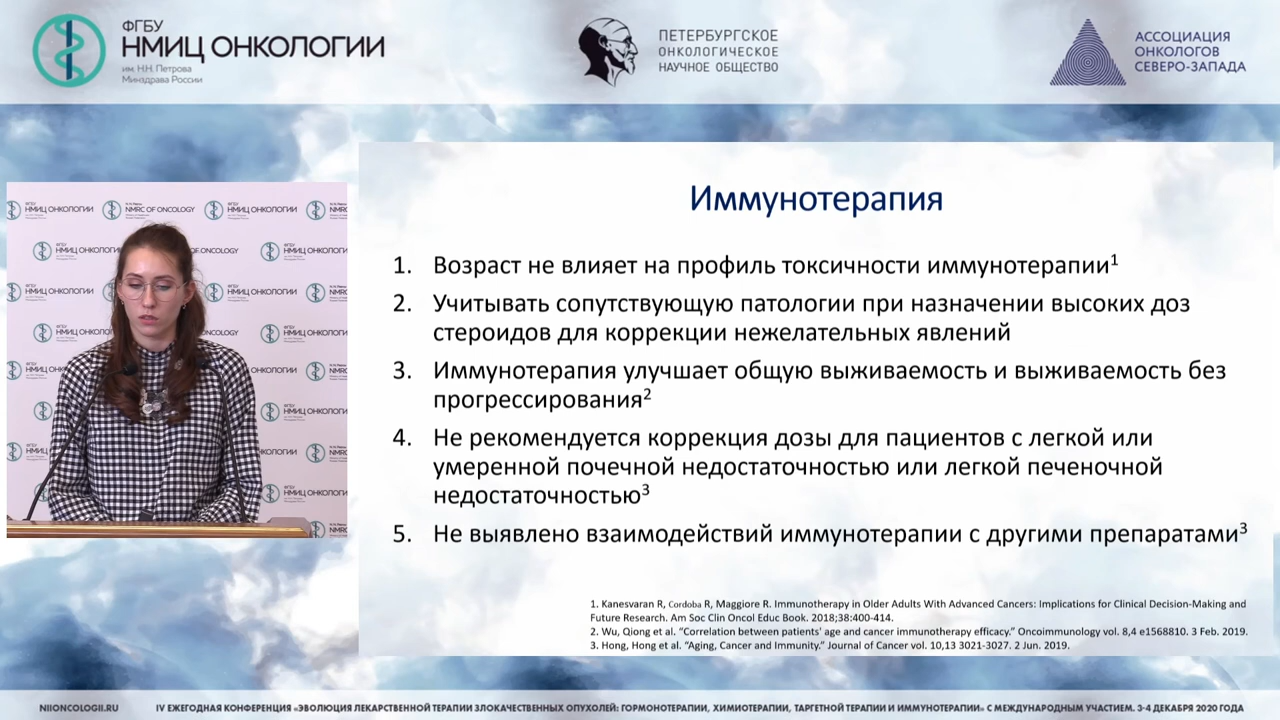 ФГБУ
НМИЦ ОНКОЛОГИИ
им. Н.Н. Петрова
Минздрава России
ПЕТЕРБУРГСКОЕ
ОНКОЛОГИЧЕСКОЕ
НАУЧНОЕ ОБЩЕСТВО
АССОЦИАЦИЯ
ОНКОЛОГОВ
СЕВЕРО-ЗАПАДА
Иммунотерапия
1. Возраст не влияет на профиль токсичности иммунотерапии1
2. Учитывать сопутствующую патологии при назначении высоких доз
стероидов для коррекции нежелательных явлений
3. Иммунотерапия улучшает общую выживаемость и выживаемость без
прогрессирования2
4. Не рекомендуется коррекция дозы для пациентов с легкой или
умеренной почечной недостаточностью или легкой печеночной
недостаточностью3
5. Не выявлено взаимодействий иммунотерапии с другими препаратами3
1. Kanesvaran R, Cordoba R, Maggiore R. Immunotherapy in Older Adults With Advanced Cancers: Implications for Clinical Decision-Making and
Future Research. Am Soc Clin Oncol Educ Book. 2018;38:400-414.
2. Wu, Qiong et al. “Correlation between patients' age and cancer immunotherapy efficacy.” Oncoimmunology vol. 8,4 e1568810. 3 Feb. 2019.
3. Hong, Hong et al. “Aging, Cancer and Immunity.” Journal of Cancer vol. 10,13 3021-3027. 2 Jun. 2019.
НМИЦ ОНКОЛОГИИ
NMRC OF ONCOLOGY
НМИЦ ОНКОЛОГИИ
NIIONCOLOGII.RU
IV ЕЖЕГОДНАЯ КОНФЕРЕНЦИЯ «ЭВОЛЮЦИЯ ЛЕКАРСТВЕННОЙ ТЕРАПИИ ЗЛОКАЧЕСТВЕННЫХ ОПУХОЛЕЙ: ГОРМОНОТЕРАПИИ, ХИМИОТЕРАПИИ, ТАРГЕТНОЙ ТЕРАПИИ И ИММУНОТЕРАПИИ» С МЕЖДУНАРОДНЫМ УЧАСТИЕМ. 3-4 ДЕКАБРЯ 2020 ГОДА